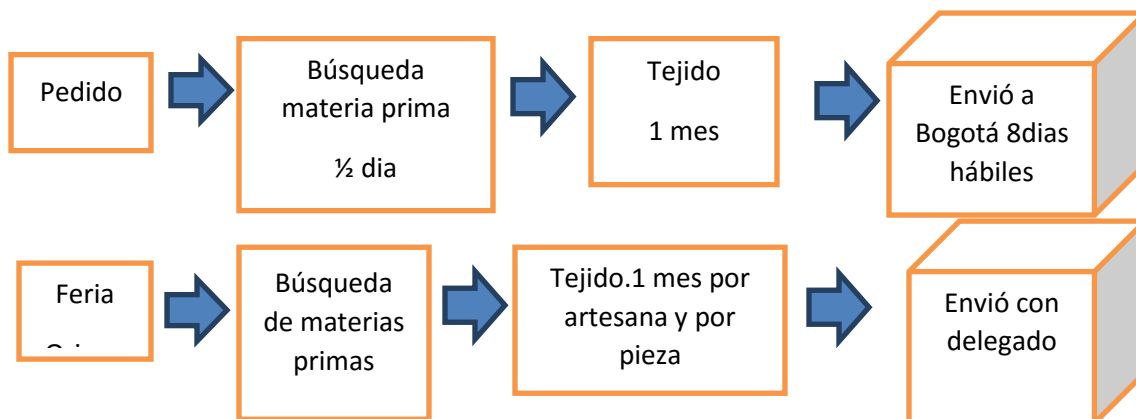 Pedido
Búsqueda
materia prima
½ dia
Tejido
1 mes
Envió a
Bogotá 8dias
hábiles
Feria
Búsqueda
de materias
primas
Tejido.1 mes por
artesana y por
pieza
Envió con
delegado